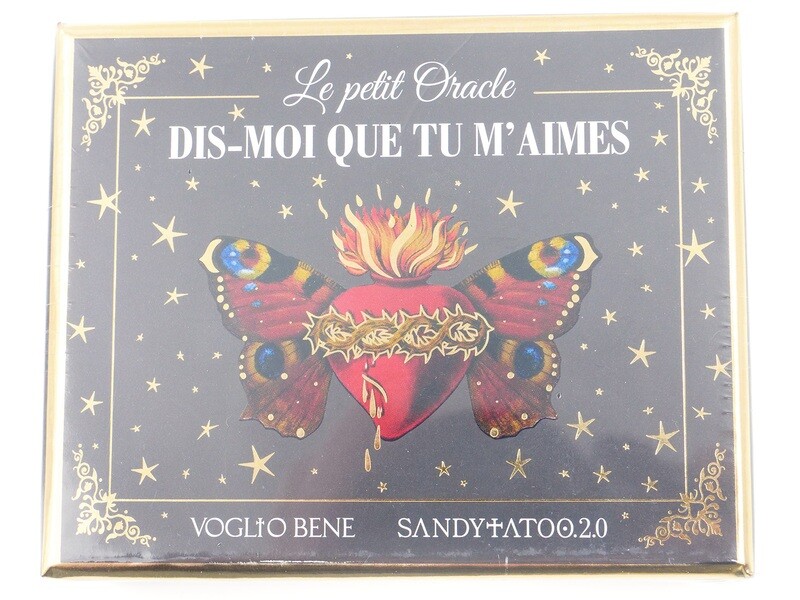 Le petit Oracle
DIS-MOI QUE TU M'AIMES
VOGLIO BENE SANDYTATOO.2.0